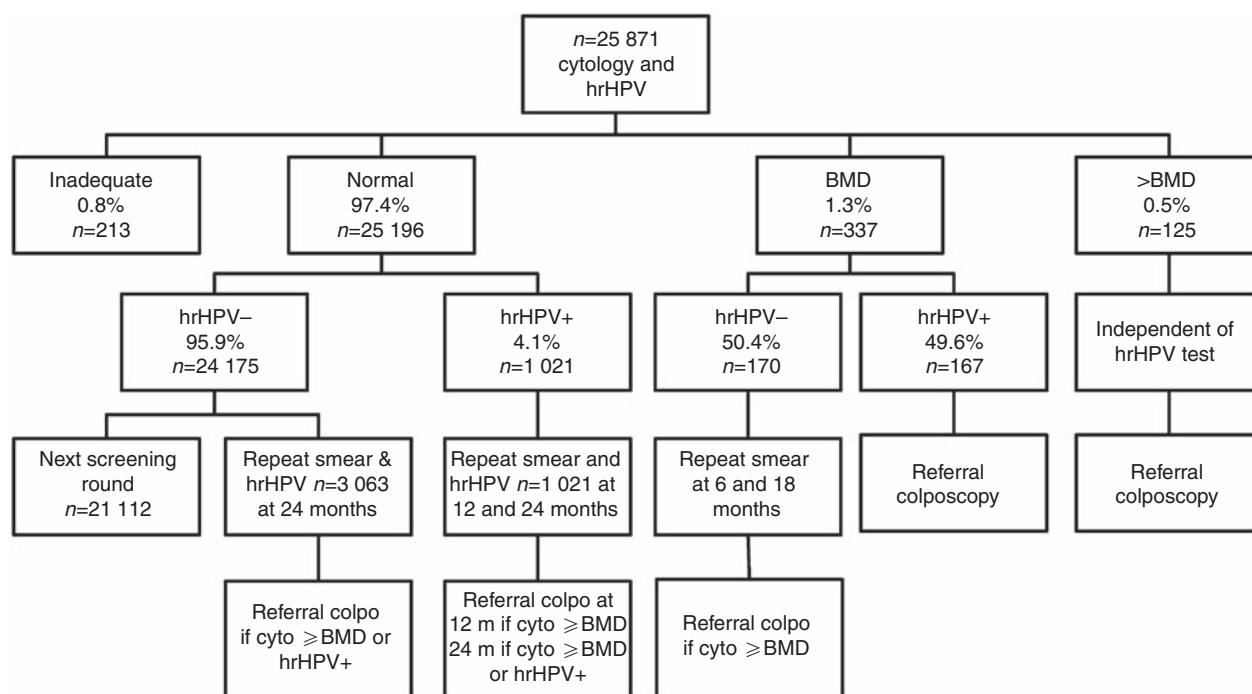 n=25 871
cytology and
hrHPV
Inadequate
0.8%
n=213
Normal
97.4%
n=25 196
BMD
1.3%
n=337
>BMD
0.5%
n=125
hrHPV–
95.9%
n=24 175
hrHPV+
4.1%
n=1 021
hrHPV–
50.4%
n=170
hrHPV+
49.6%
n=167
Independent of
hrHPV test
Next screening
round
n=21 112
Repeat smear &
hrHPV n=3 063
at 24 months
Repeat smear and
hrHPV n=1 021 at
12 and 24 months
Repeat smear
at 6 and 18
months
Referral
colposcopy
Referral
colposcopy
Referral colpo
if cyto ⩾BMD or
hrHPV+
Referral colpo at
12 m if cyto ⩾BMD
24 m if cyto ⩾BMD
or hrHPV+
Referral colpo
if cyto ⩾BMD